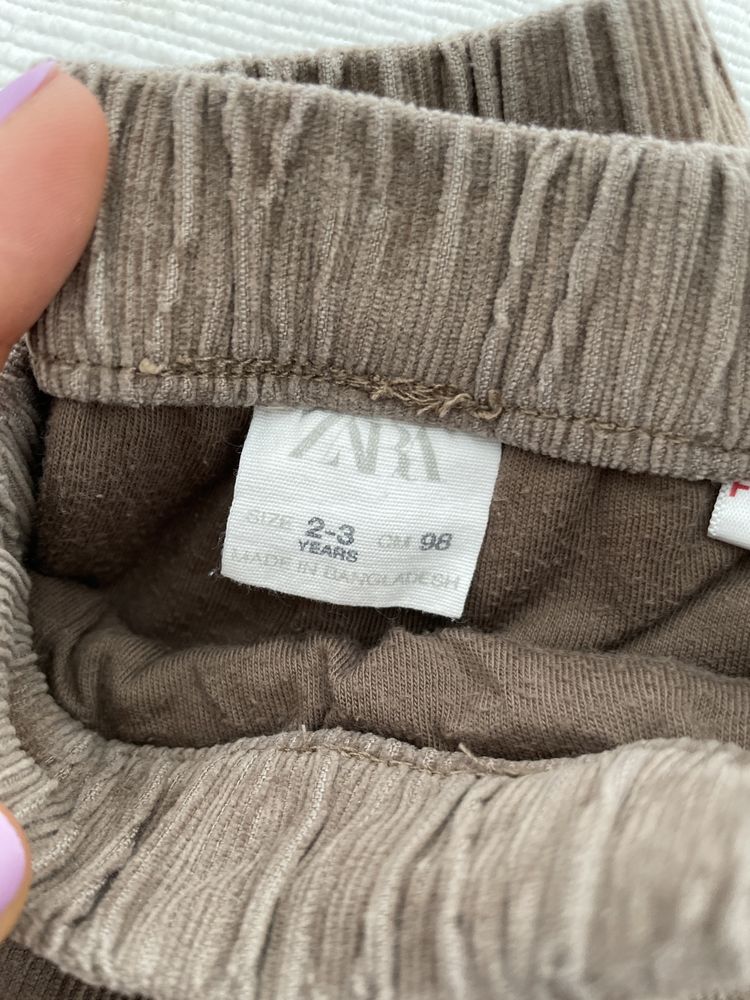 ZARA
SIZE 2-3 YEARS CM 98
MADE IN BANGLADESH